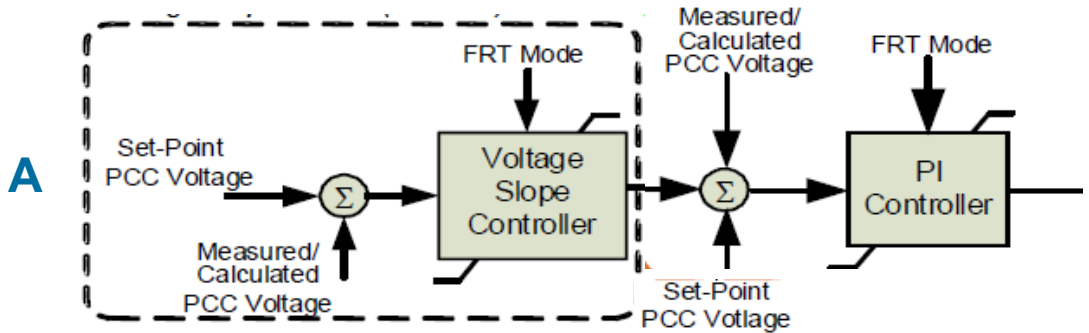 Measured/
Calculated
PCC Voltage
FRT Mode
FRT Mode
A
Set-Point
PCC Voltage
Σ
Voltage
Slope
Controller
Σ
PI
Controller
Measured/
Calculated
PCC Voltage
Set-Point
PCC Votlage